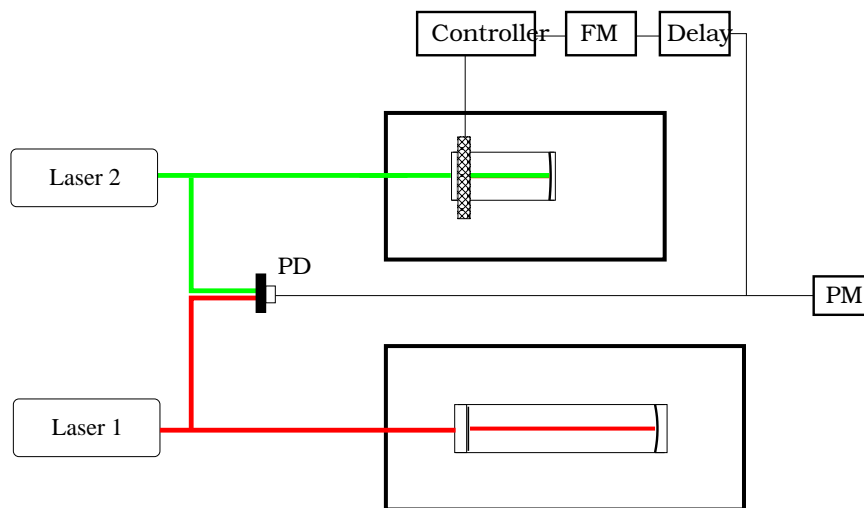 Controller FM Delay
Laser 2
PD
PM
Laser 1